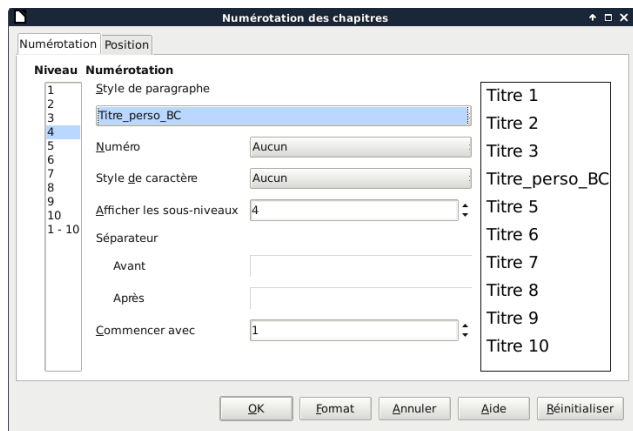 Numérotation des chapitres
Numérotation
Position
Niveau
1
2
3
4
5
6
7
8
9
10
1 - 10
Numérotation
Style de paragraphe
Titre_perso_BC
Numéro
Aucun
Style de caractère
Aucun
Afficher les sous-niveaux
4
Séparateur
Avant
Après
Commencer avec
1
Titre 1
Titre 2
Titre 3
Titre_perso_BC
Titre 5
Titre 6
Titre 7
Titre 8
Titre 9
Titre 10
OK
Format
Annuler
Aide
Réinitialiser